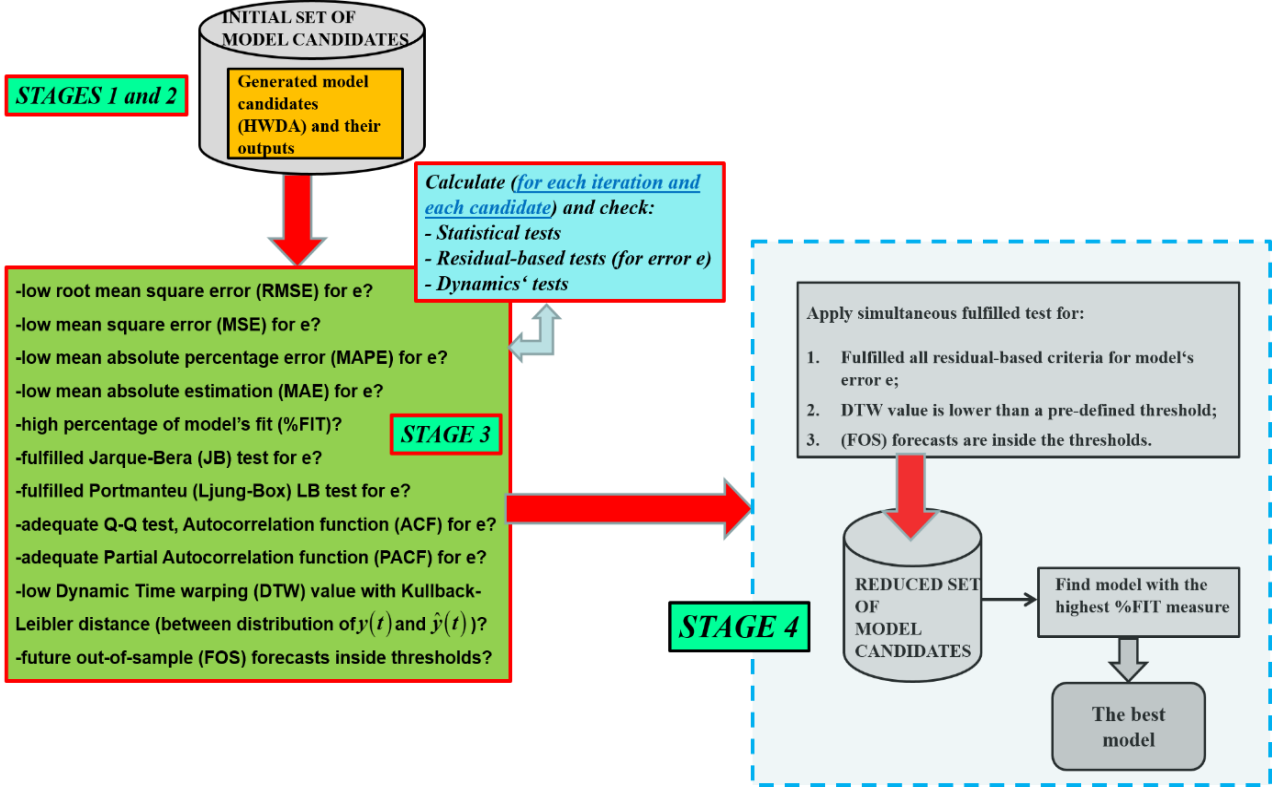 INITIAL SET OF
MODEL CANDIDATES
Generated model
candidates
(HWDA) and their
outputs
STAGES 1 and 2
Calculate (for each iteration and
each candidate) and check:
- Statistical tests
- Residual-based tests (for error e)
- Dynamics‘ tests
-low root mean square error (RMSE) for e?
-low mean square error (MSE) for e?
-low mean absolute percentage error (MAPE) for e?
-low mean absolute estimation (MAE) for e?
-high percentage of model’s fit (%FIT)?
-fulfilled Jarque-Bera (JB) test for e?
-fulfilled Portmanteu (Ljung-Box) LB test for e?
-adequate Q-Q test, Autocorrelation function (ACF) for e?
-adequate Partial Autocorrelation function (PACF) for e?
-low Dynamic Time warping (DTW) value with Kullback-
Leibler distance (between distribution of y(t) and ŷ(t) )?
-future out-of-sample (FOS) forecasts inside thresholds?
STAGE 3
Apply simultaneous fulfilled test for:
1. Fulfilled all residual-based criteria for model‘s
error e;
2. DTW value is lower than a pre-defined threshold;
3. (FOS) forecasts are inside the thresholds.
REDUCED SET
OF
MODEL
CANDIDATES
Find model with the
highest %FIT measure
STAGE 4
The best
model